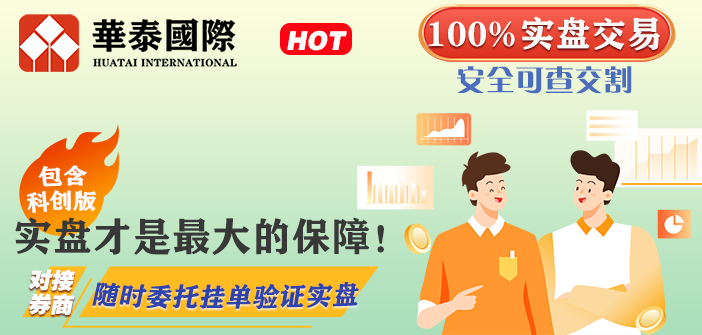 華泰國際
HUATAI INTERNATIONAL
HOT
100%实盘交易
安全可查交割
包含
科创版
实盘才是最大的保障!
对接
券商
随时委托挂单验证实盘